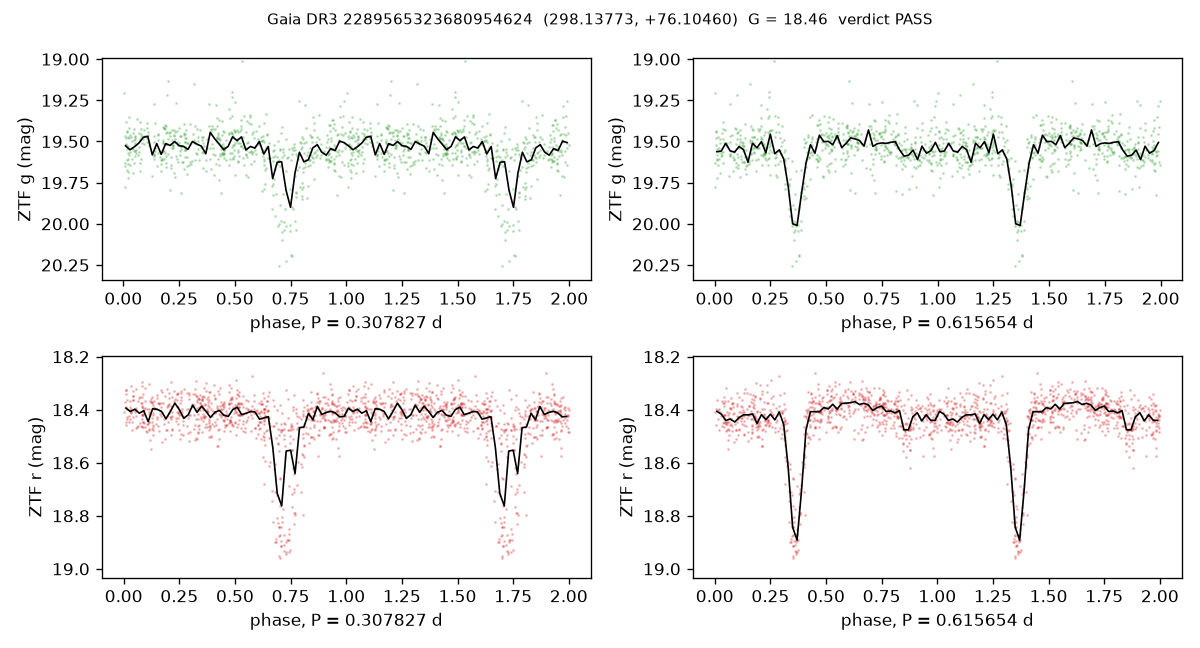 Gaia DR3 2289565323680954624  (298.13773, +76.10460)  G = 18.46  verdict PASS
ZTF g (mag)
19.00
19.25
19.50
19.75
20.00
20.25
0.00 0.25 0.50 0.75 1.00 1.25 1.50 1.75 2.00
phase, P = 0.307827 d
ZTF g (mag)
19.00
19.25
19.50
19.75
20.00
20.25
0.00 0.25 0.50 0.75 1.00 1.25 1.50 1.75 2.00
phase, P = 0.615654 d
ZTF r (mag)
18.2
18.4
18.6
18.8
19.0
0.00 0.25 0.50 0.75 1.00 1.25 1.50 1.75 2.00
phase, P = 0.307827 d
ZTF r (mag)
18.2
18.4
18.6
18.8
19.0
0.00 0.25 0.50 0.75 1.00 1.25 1.50 1.75 2.00
phase, P = 0.615654 d